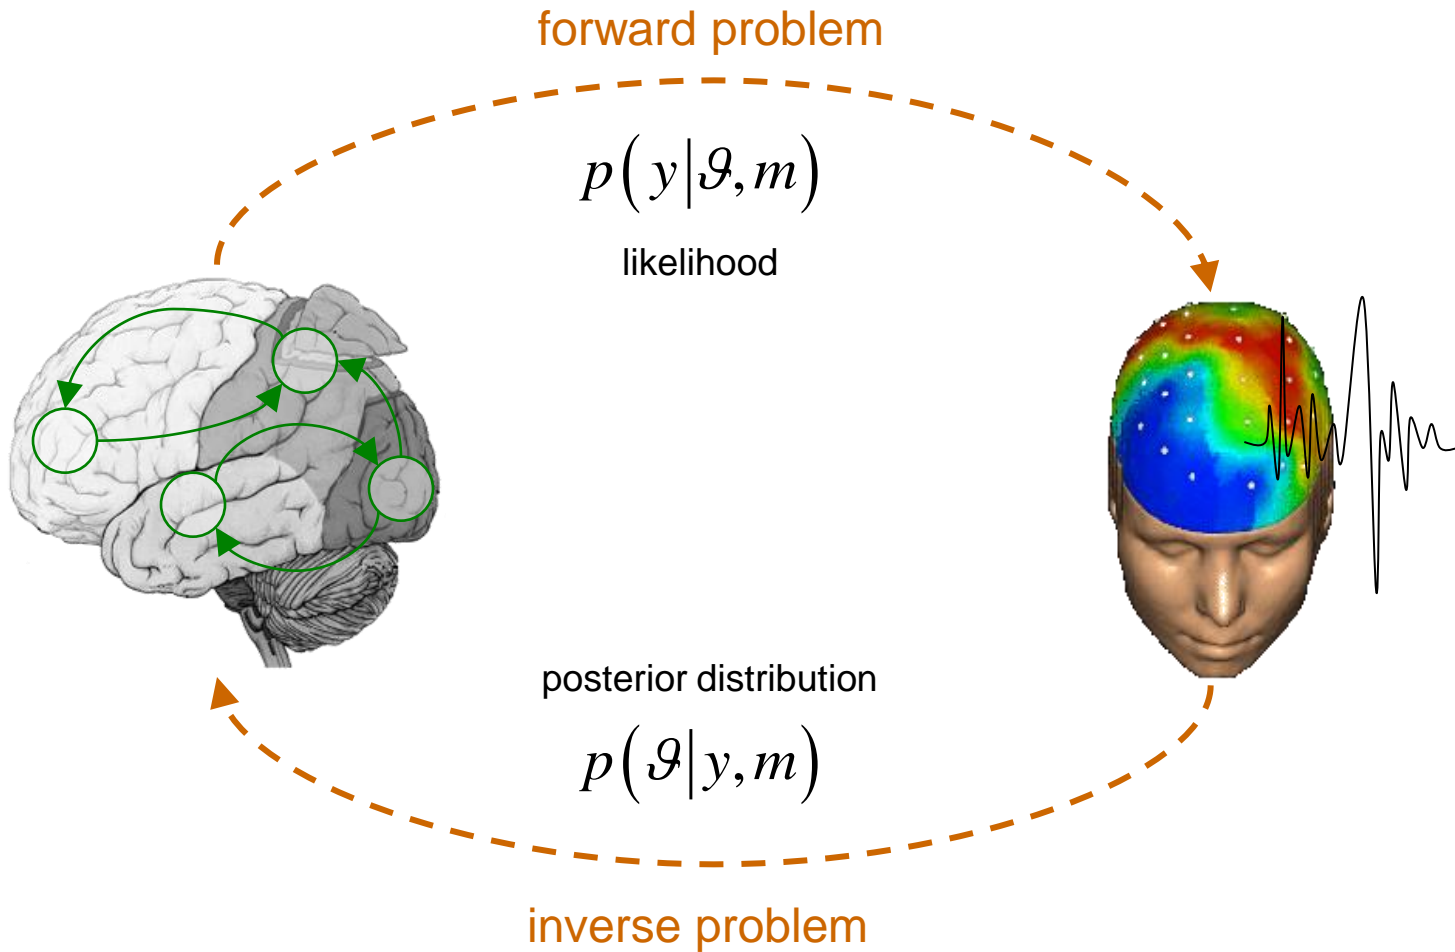 forward problem
p(y|ϑ,m)
likelihood
posterior distribution
p(ϑ|y,m)
inverse problem